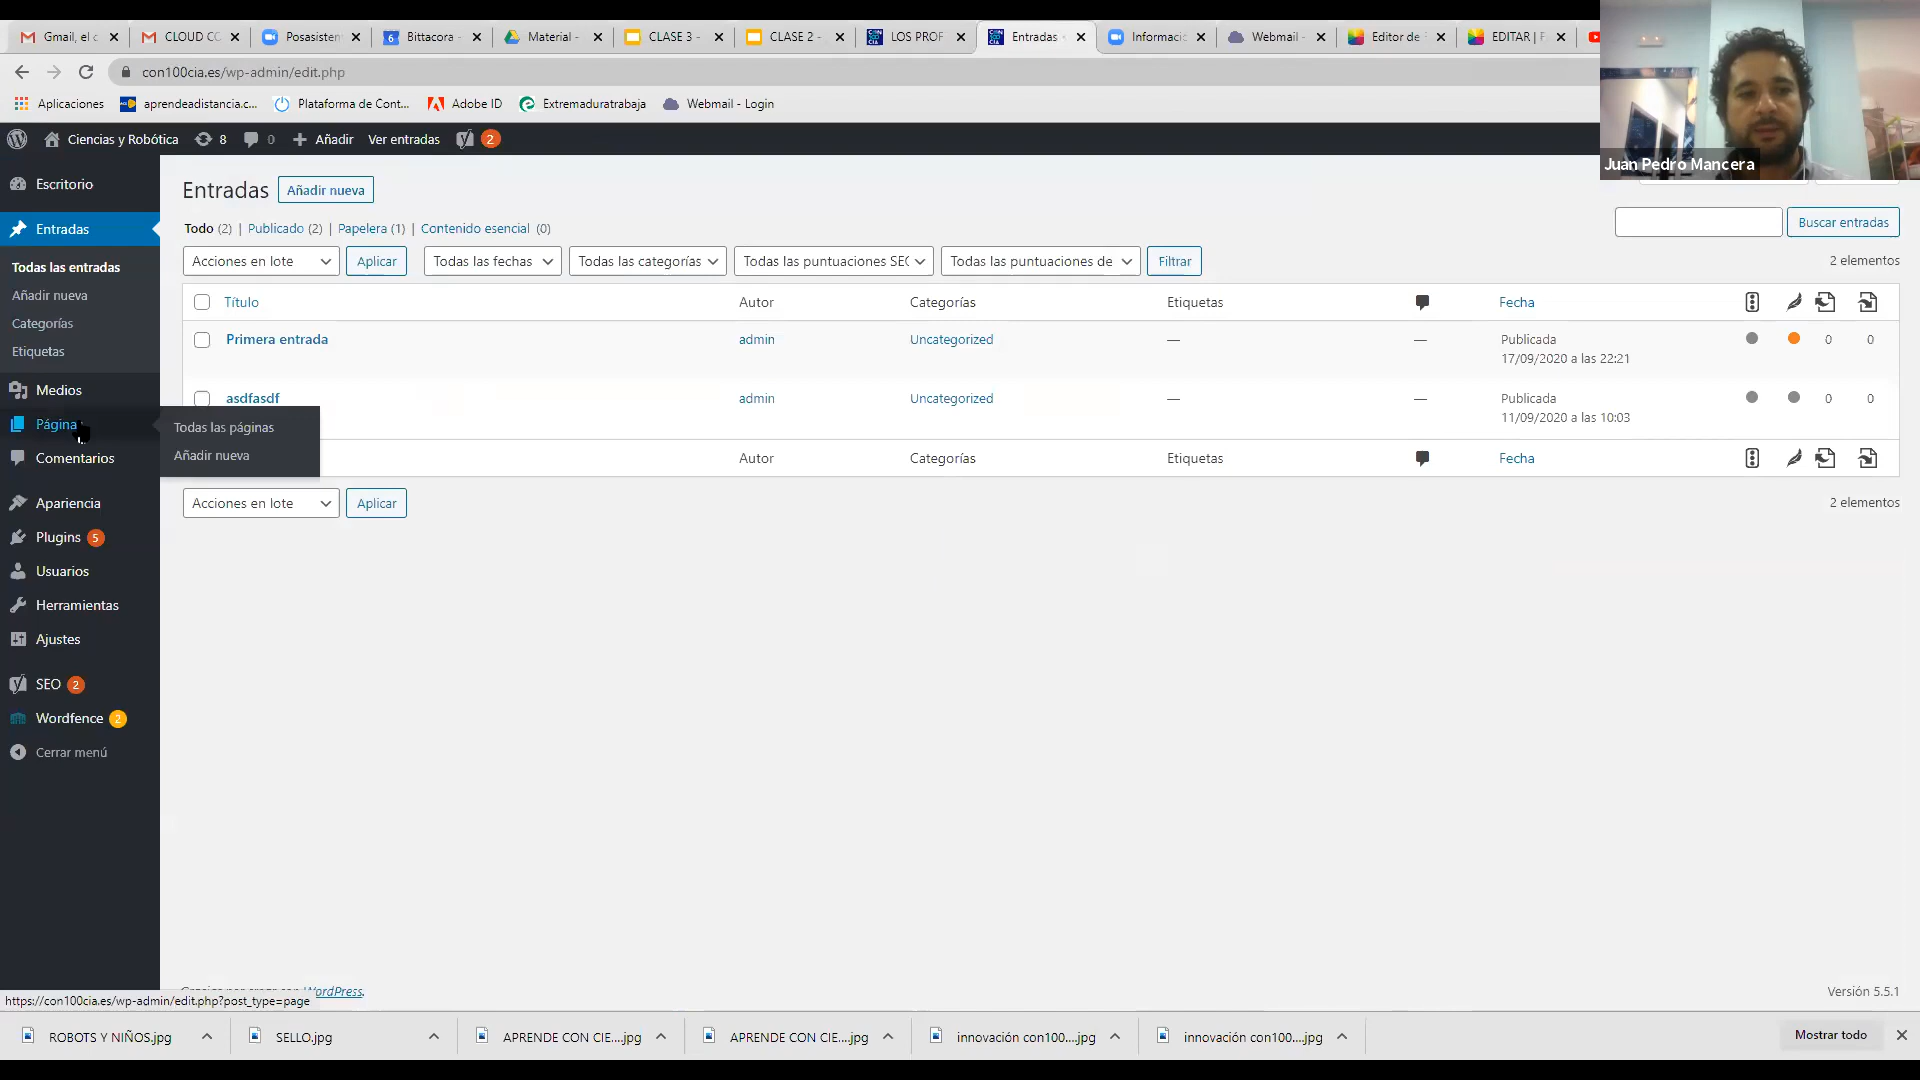 Gmail, el c
CLOUD CC
Posasisten
Bittacora -
Material -
CLASE 3 -
CLASE 2 -
LOS PROF
Entradas
Informaci
Webmail -
Editor de
EDITAR | F
con100cia.es/wp-admin/edit.php
Aplicaciones
aprendeadistancia.c...
Plataforma de Cont...
Adobe ID
Extremaduratrabaja
Webmail - Login
Ciencias y Robótica
8
0
Añadir
Ver entradas
2
Juan Pedro Mancera
Escritorio
Entradas
Todas las entradas
Añadir nueva
Categorías
Etiquetas
Medios
Página
Todas las páginas
Añadir nueva
Comentarios
Apariencia
Plugins 5
Usuarios
Herramientas
Ajustes
SEO 2
Wordfence 2
Cerrar menú
Entradas
Añadir nueva
Todo (2) | Publicado (2) | Papelera (1) | Contenido esencial (0)
Buscar entradas
Acciones en lote
Aplicar
Todas las fechas
Todas las categorías
Todas las puntuaciones SEC
Todas las puntuaciones de
Filtrar
2 elementos
Título
Autor
Categorías
Etiquetas
Fecha
Primera entrada
admin
Uncategorized
—
—
Publicada
17/09/2020 a las 22:21
0
0
asdfasdf
admin
Uncategorized
—
—
Publicada
11/09/2020 a las 10:03
0
0
Autor
Categorías
Etiquetas
Fecha
Acciones en lote
Aplicar
2 elementos
WordPress.
Versión 5.5.1
https://con100cia.es/wp-admin/edit.php?post_type=page
ROBOTS Y NIÑOS.jpg
SELLO.jpg
APRENDE CON CIE....jpg
APRENDE CON CIE....jpg
innovación con100....jpg
innovación con100....jpg
Mostrar todo